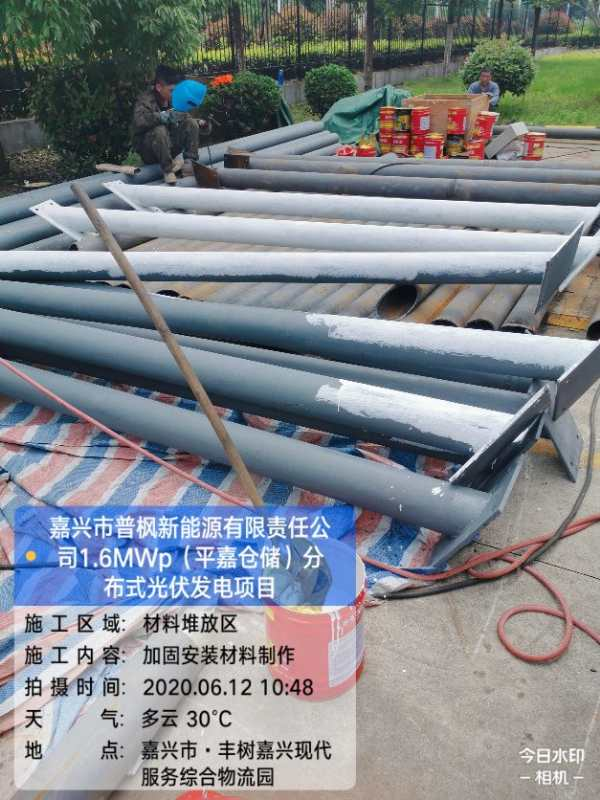 嘉兴市普枫新能源有限责任公
司1.6MWp（平嘉仓储）分
布式光伏发电项目
施工区域：材料堆放区
施工内容：加固安装材料制作
拍摄时间：2020.06.12 10:48
天气：多云 30°C
地点：嘉兴市·丰树嘉兴现代
服务综合物流园
今日水印
-相机-